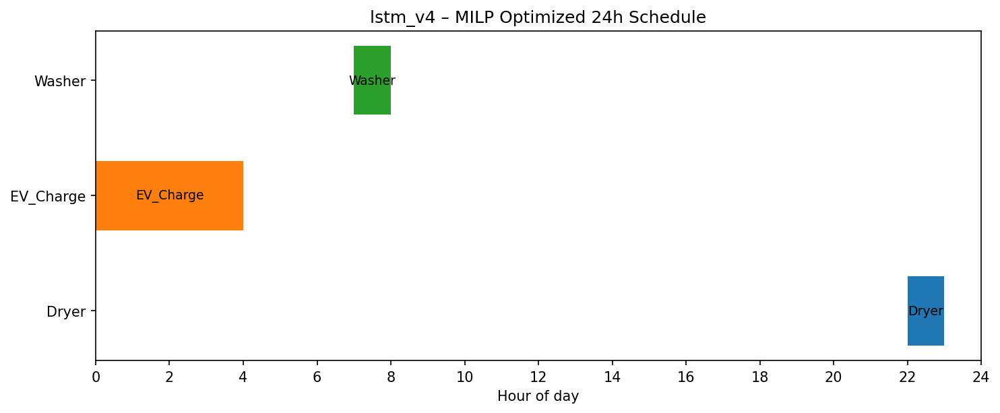 lstm_v4 – MILP Optimized 24h Schedule
Washer
Washer
EV_Charge
EV_Charge
Dryer
Dryer
0 2 4 6 8 10 12 14 16 18 20 22 24
Hour of day